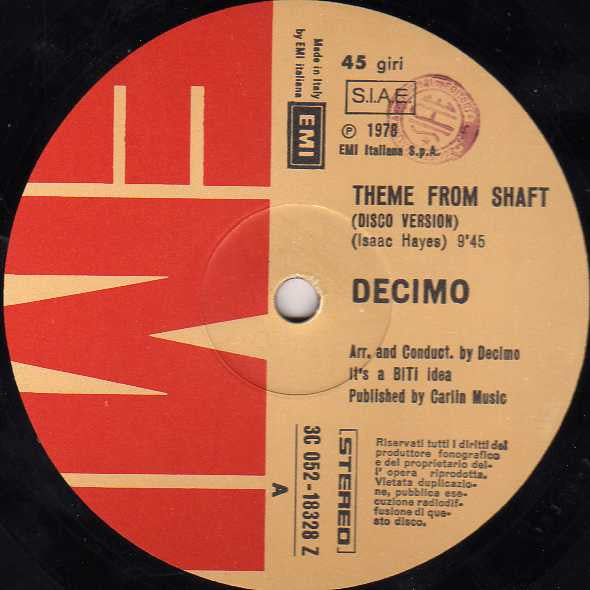 EMI
Made in Italy
by EMI italiana
EMI
45 giri
S.I.A.E.
℗ 1978
EMI Italiana S.p.A.
THEME FROM SHAFT
(DISCO VERSION)
(Isaac Hayes) 9'45
DECIMO
Arr. and Conduct. by Decimo
It's a BITI idea
Published by Carlin Music
3C 052-18328 Z
A
STEREO
Riservati tutti i diritti del
produttore fonografico
e del proprietario del-
l' opera riprodotta.
Vietata duplicazio-
ne, pubblica ese-
cuzione radiodif-
fusione di que-
sto disco.